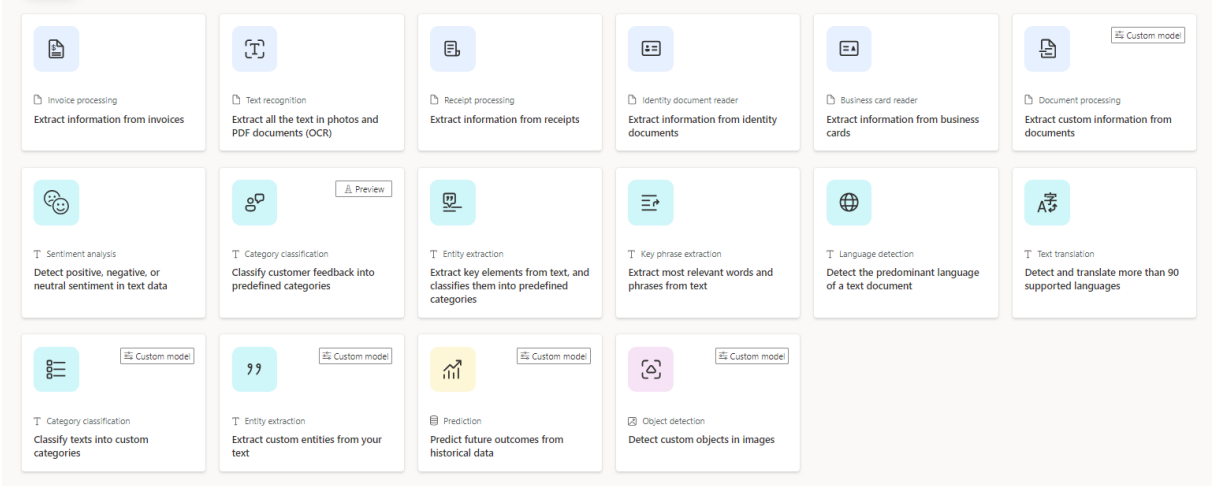 Custom model
Invoice processing
Extract information from invoices
Text recognition
Extract all the text in photos and
PDF documents (OCR)
Receipt processing
Extract information from receipts
Identity document reader
Extract information from identity
documents
Business card reader
Extract information from business
cards
Document processing
Extract custom information from
documents
字
A
Sentiment analysis
Detect positive, negative, or
neutral sentiment in text data
Preview
Category classification
Classify customer feedback into
predefined categories
Entity extraction
Extract key elements from text, and
classifies them into predefined
categories
Key phrase extraction
Extract most relevant words and
phrases from text
Language detection
Detect the predominant language
of a text document
Text translation
Detect and translate more than 90
supported languages
Custom model
Category classification
Classify texts into custom
categories
Custom model
Entity extraction
Extract custom entities from your
text
Custom model
Prediction
Predict future outcomes from
historical data
Custom model
Object detection
Detect custom objects in images